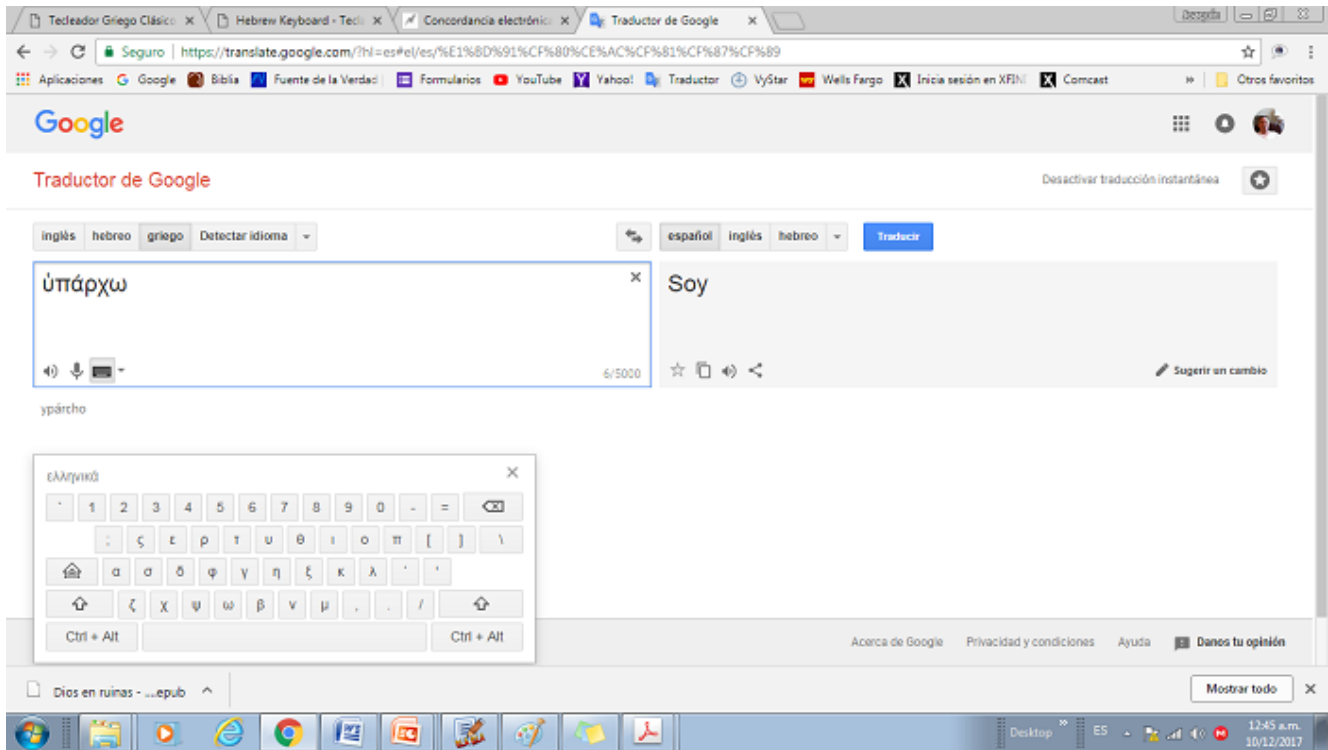 Tecleador Griego Clásico
Hebrew Keyboard - Tecla
Concordancia electrónic
Traductor de Google
Seguro | https://translate.google.com/?hl=es#el/es/%E1%BD%91%CF%80%CE%AC%CF%81%CF%87%CF%89
Aplicaciones Google Biblia Fuente de la Verdad Formularios YouTube Yahoo! Traductor VyStar Wells Fargo Inicia sesión en XFINI Comcast » Otros favoritos
Google
Traductor de Google
Desactivar traducción instantánea
inglés hebreo griego Detectar idioma
español inglés hebreo Traducir
ὑπάρχω
Soy
6/5000
Sugerir un cambio
ypárcho
ελληνικά
` 1 2 3 4 5 6 7 8 9 0 - =
; ς ε ρ τ υ θ ι ο π [ ] \
α σ δ φ γ η ξ κ λ ΄ '
ζ χ ψ ω β ν μ , . /
Ctrl + Alt Ctrl + Alt
Acerca de Google Privacidad y condiciones Ayuda Danos tu opinión
Dios en ruinas - ....epub
Mostrar todo
Desktop » ES
12:45 a.m.
10/12/2017